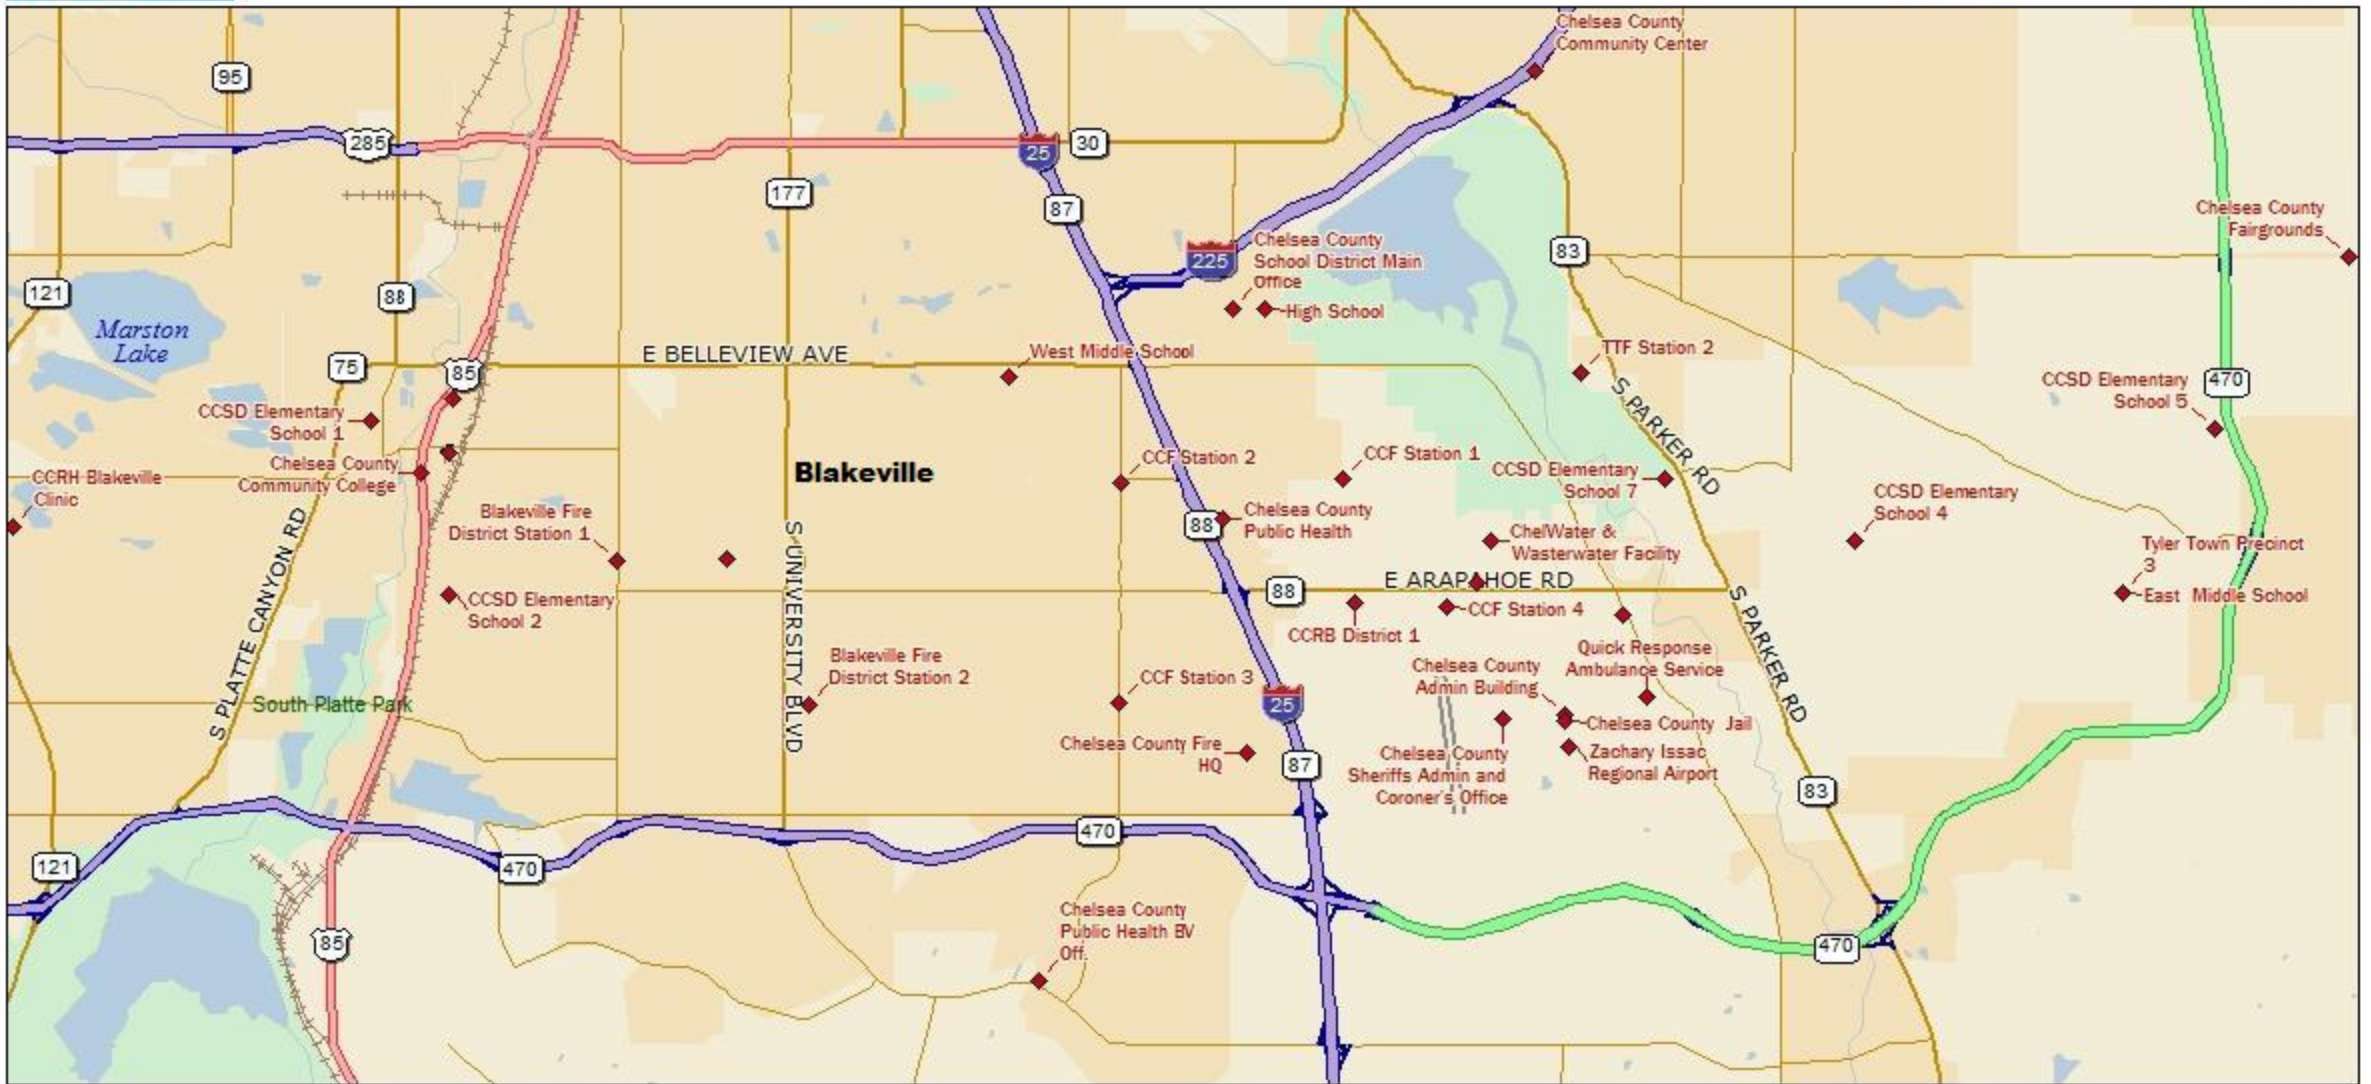 Chelsea County
Community Center
95
285
25
30
177
87
Chelsea County
Fairgrounds
225
Chelsea County
School District Main
Office
83
121
88
High School
Marston
Lake
75
85
E BELLEVIEW AVE
West Middle School
TTF Station 2
S PARKER RD
470
CCSD Elementary
School 5
CCSD Elementary
School 1
Chelsea County
Community College
CCRH Blakeville
Clinic
Blakeville
CCF Station 2
CCF Station 1
CCSD Elementary
School 7
CCSD Elementary
School 4
Blakeville Fire
District Station 1
88
Chelsea County
Public Health
ChelWater &
Wasterwater Facility
Tyler Town Precinct
3
East Middle School
S PLATTE CANYON RD
S UNIVERSITY BLVD
88
E ARAPAHOE RD
CCSD Elementary
School 2
CCF Station 4
CCRB District 1
S PARKER RD
Quick Response
Ambulance Service
Blakeville Fire
District Station 2
CCF Station 3
Chelsea County
Admin Building
South Platte Park
25
Chelsea County Jail
Chelsea County Fire
HQ
87
Chelsea County
Sheriffs Admin and
Coroner's Office
Zachary Issac
Regional Airport
83
121
470
470
85
Chelsea County
Public Health BV
Off.
470